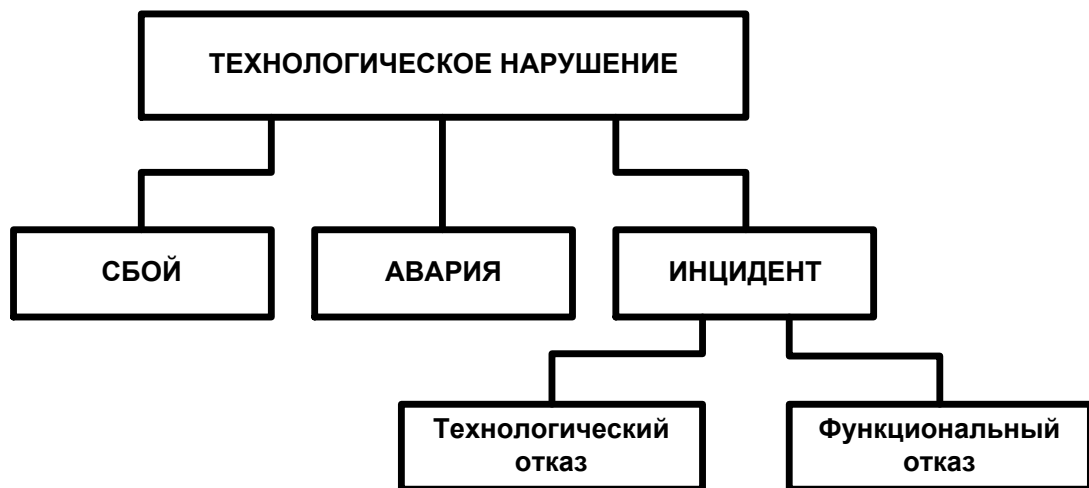 ТЕХНОЛОГИЧЕСКОЕ НАРУШЕНИЕ
СБОЙ
АВАРИЯ
ИНЦИДЕНТ
Технологический
отказ
Функциональный
отказ